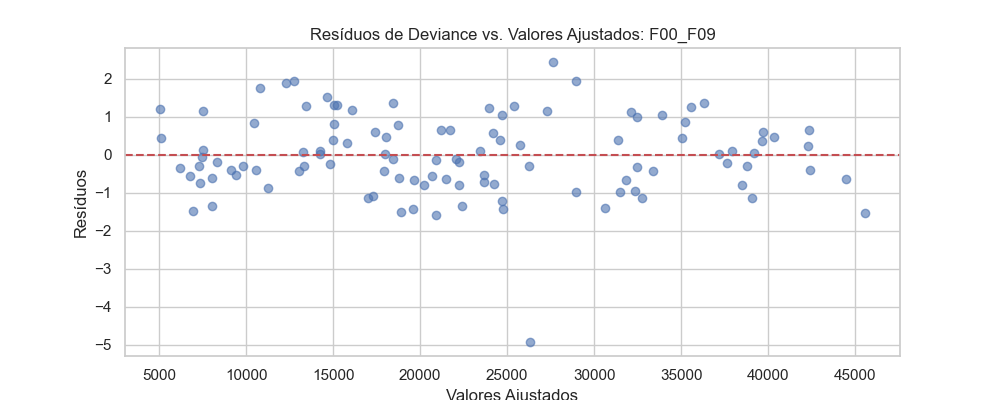 Resíduos de Deviance vs. Valores Ajustados: F00_F09
Resíduos
2
1
0
−1
−2
−3
−4
−5
5000 10000 15000 20000 25000 30000 35000 40000 45000
Valores Ajustados